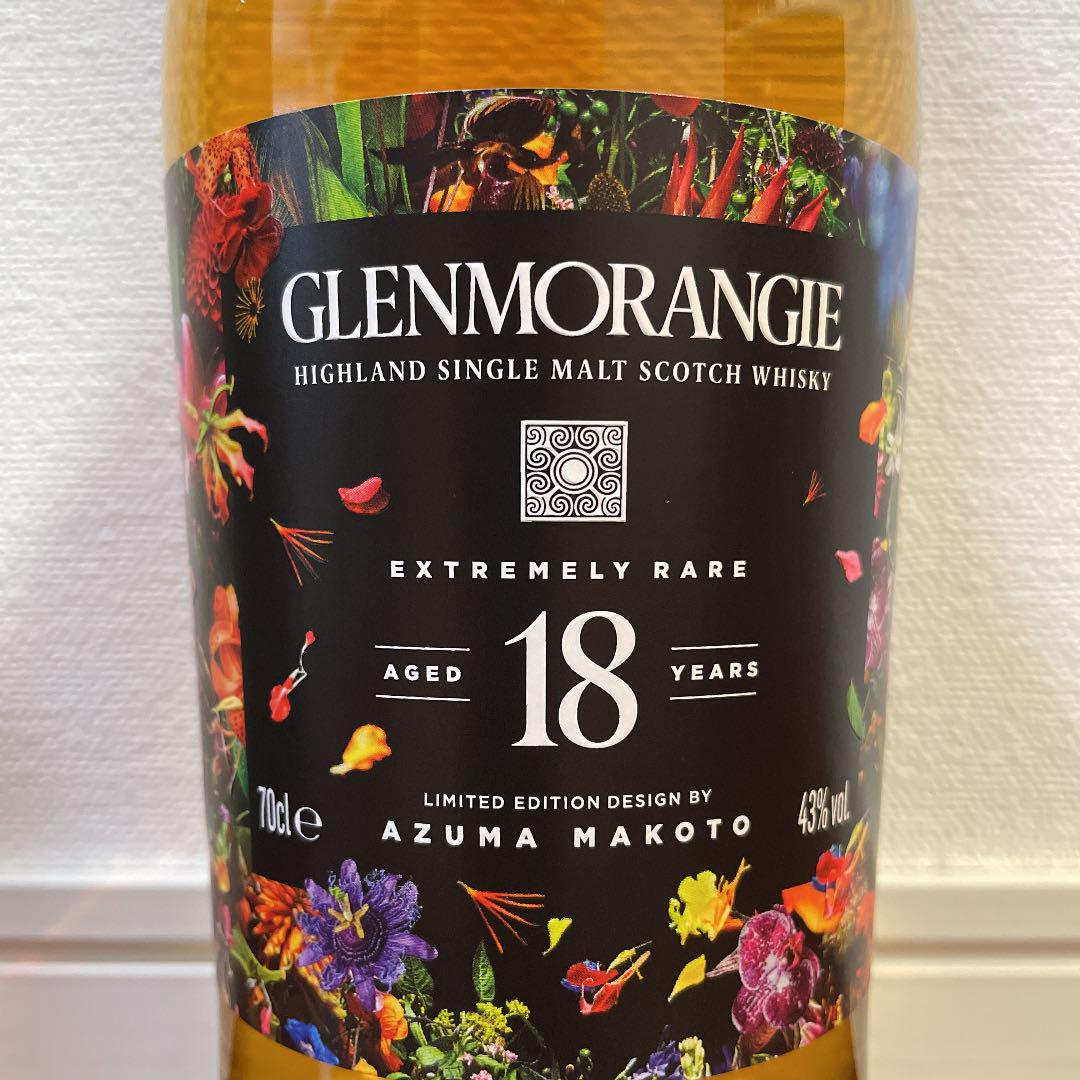 GLENMORANGIE
HIGHLAND SINGLE MALT SCOTCH WHISKY
EXTREMELY RARE
AGED 18 YEARS
LIMITED EDITION DESIGN BY
70cl e AZUMA MAKOTO 43% vol.